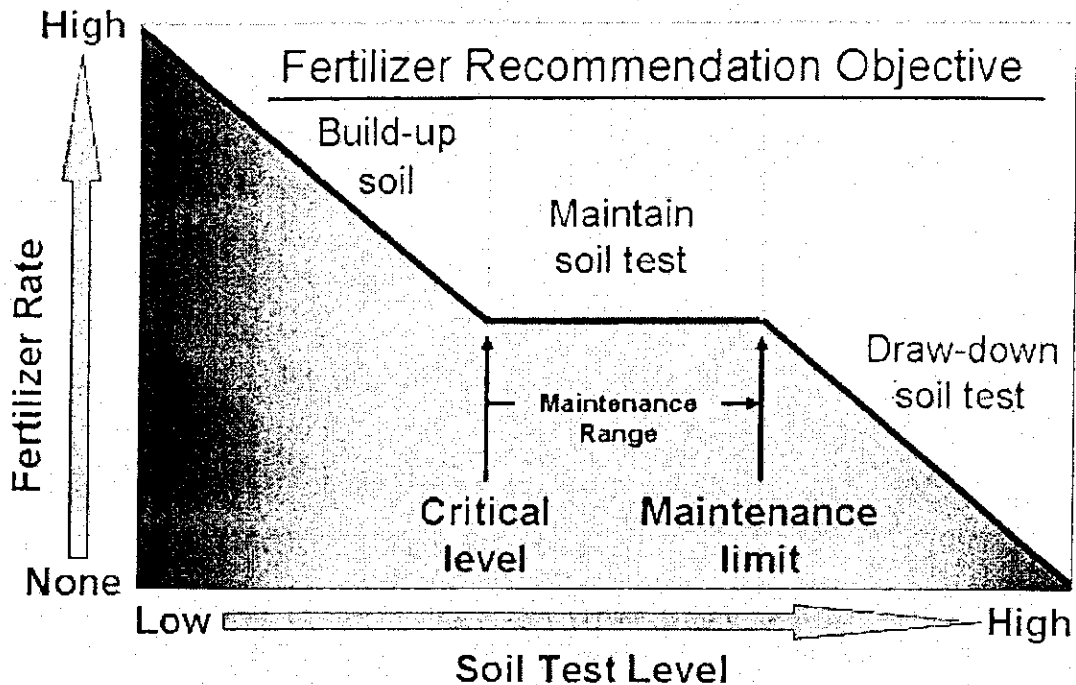 High
Fertilizer Recommendation Objective
Build-up
soil
Maintain
soil test
Draw-down
soil test
Fertilizer Rate
Maintenance
Range
Critical
level
Maintenance
limit
None
Low
High
Soil Test Level